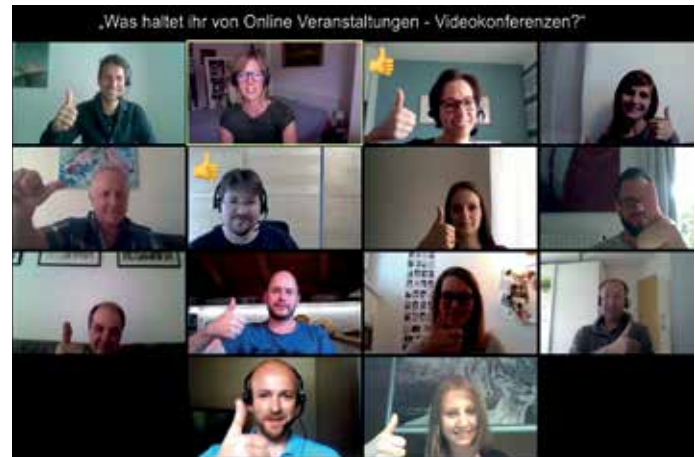 „Was haltet ihr von Online Veranstaltungen - Videokonferenzen?“